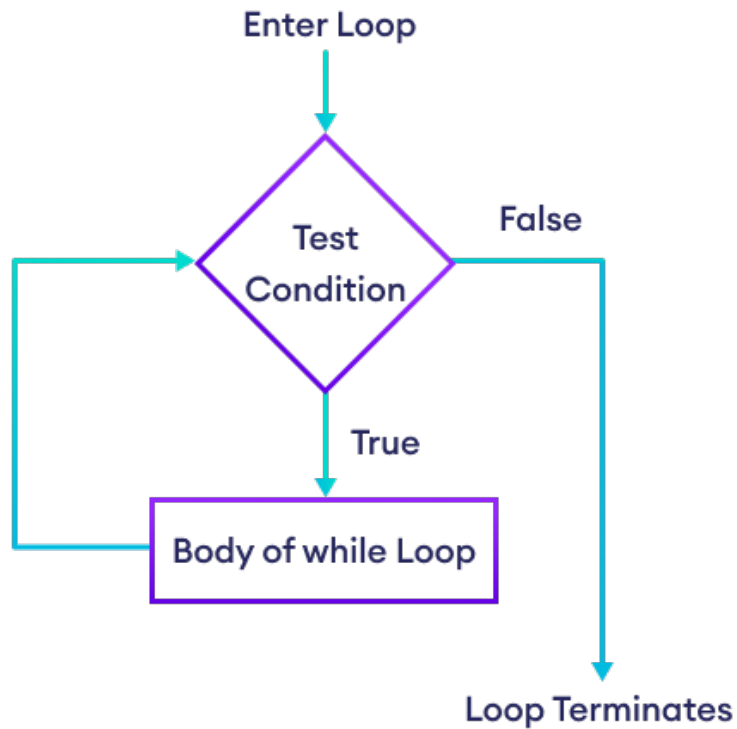 Enter Loop
Test
Condition
False
True
Body of while Loop
Loop Terminates